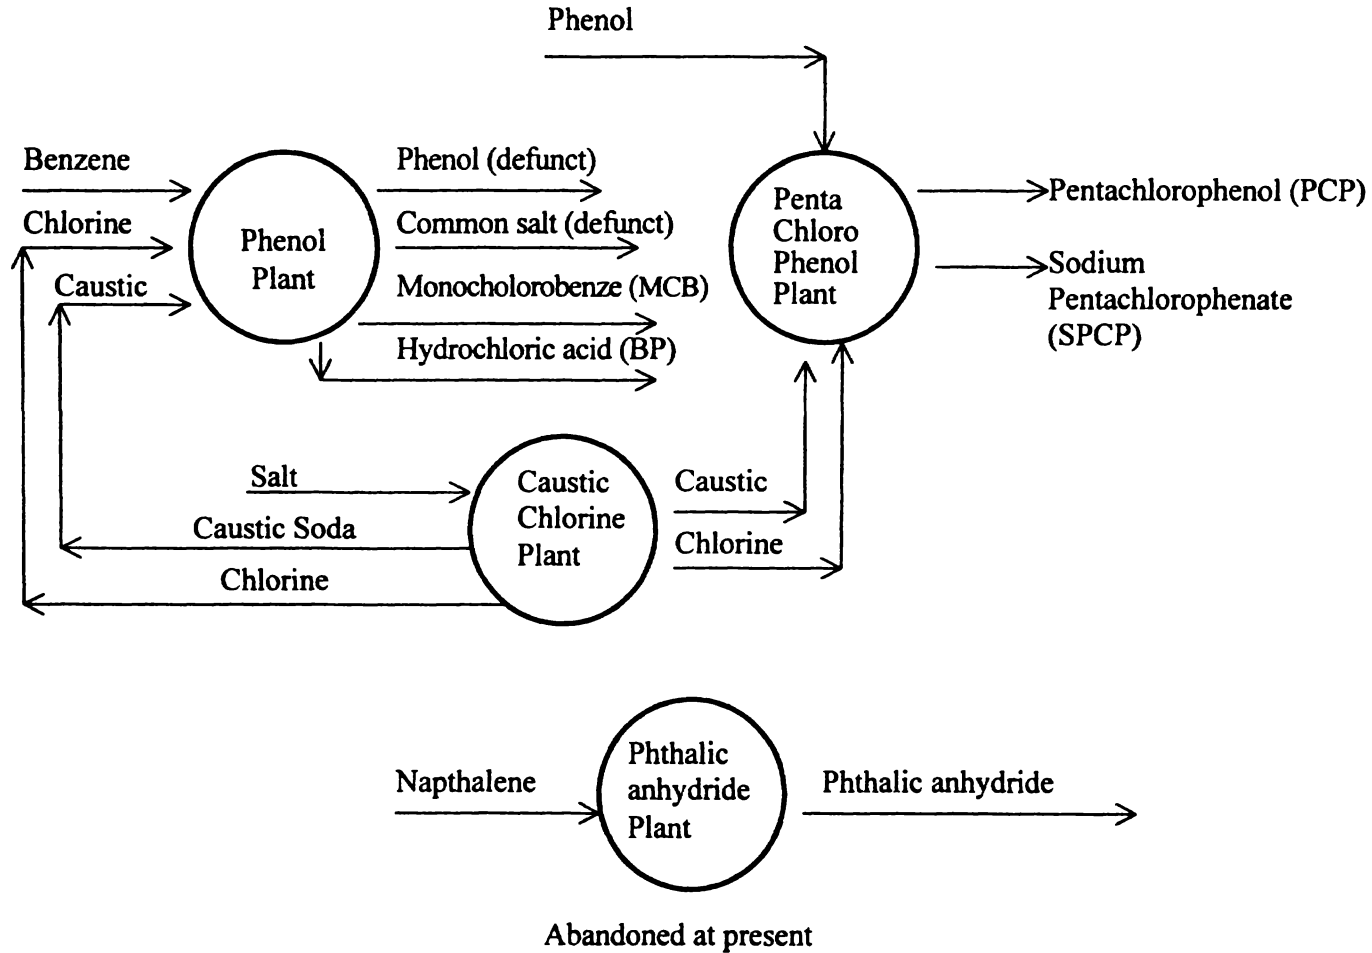 Phenol
Benzene
Chlorine
Caustic
Phenol
Plant
Phenol (defunct)
Common salt (defunct)
Monocholorobenze (MCB)
Hydrochloric acid (BP)
Penta
Chloro
Phenol
Plant
Pentachlorophenol (PCP)
Sodium
Pentachlorophenate
(SPCP)
Salt
Caustic Soda
Chlorine
Caustic
Chlorine
Plant
Caustic
Chlorine
Napthalene
Phthalic
anhydride
Plant
Phthalic anhydride
Abandoned at present